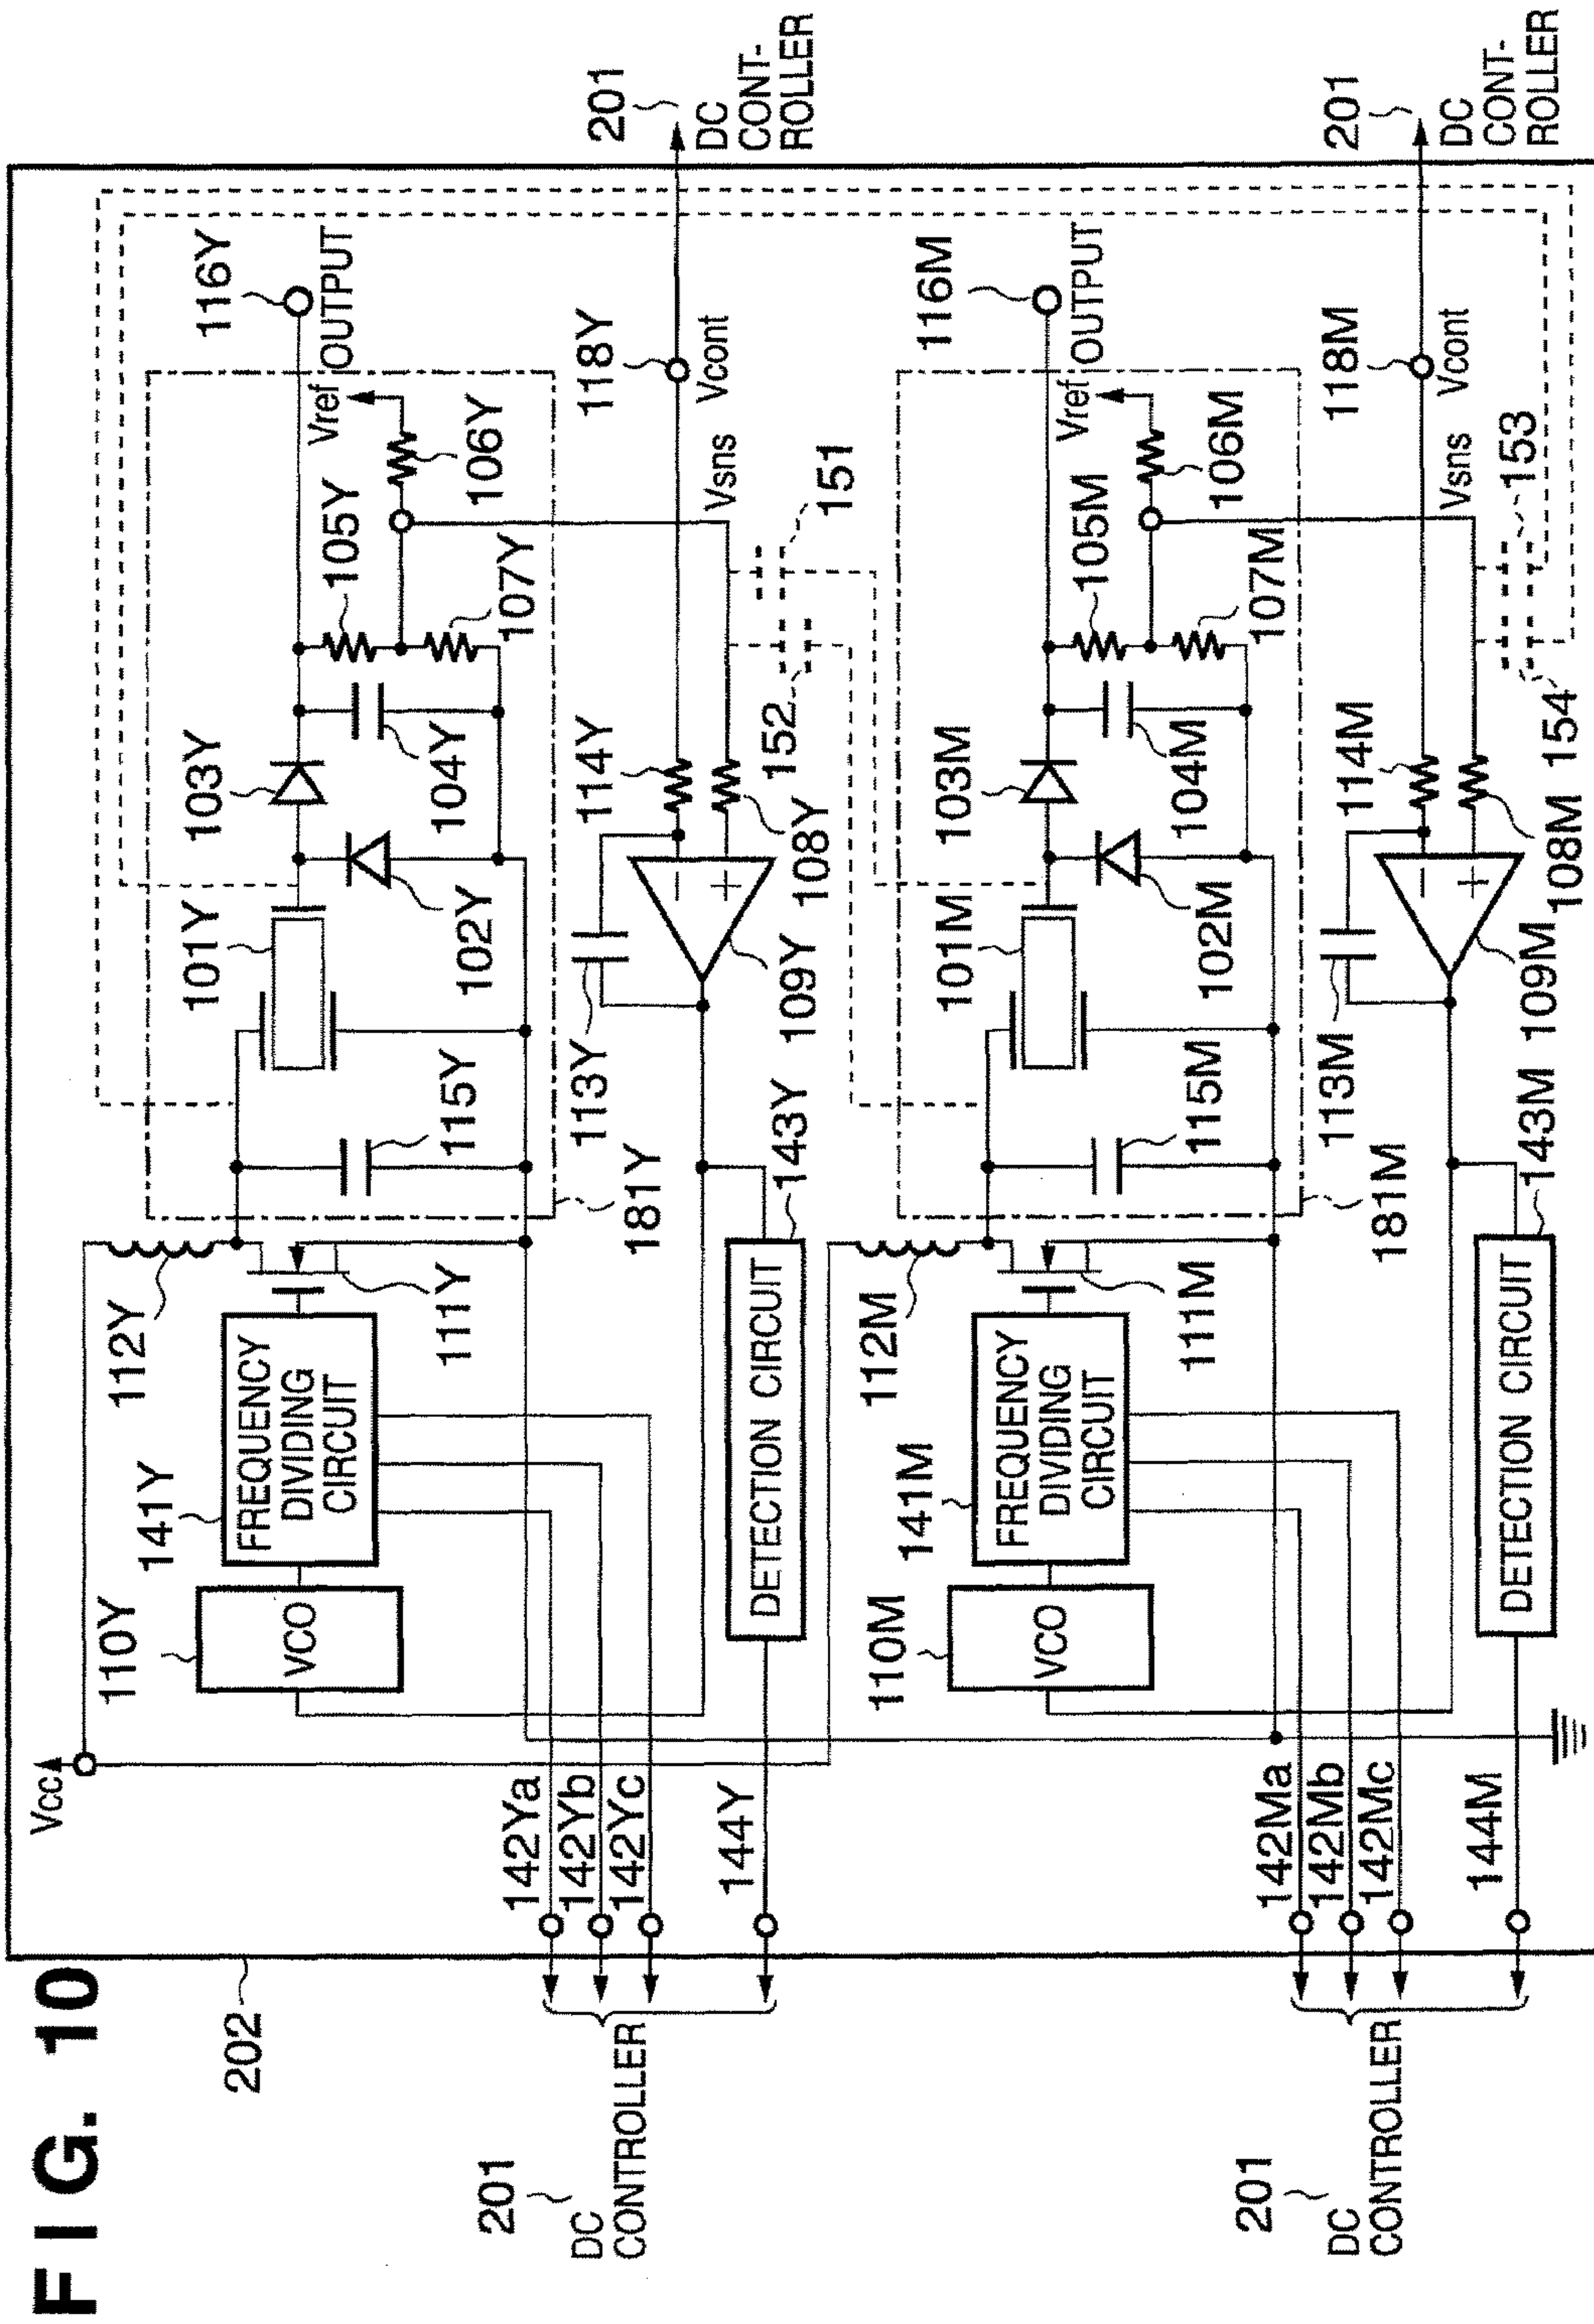 FIG. 10
202
Vcc
110Y
VCO
141Y
FREQUENCY
DIVIDING
CIRCUIT
112Y
111Y
115Y
101Y
102Y
103Y
104Y
105Y
107Y
106Y
Vref
116Y
OUTPUT
181Y
113Y
109Y
−
+
114Y
108Y
152
151
Vsns
118Y
Vcont
201
DC
CONT-
ROLLER
143Y
DETECTION CIRCUIT
142Ya
142Yb
142Yc
144Y
201
DC
CONTROLLER
110M
VCO
141M
FREQUENCY
DIVIDING
CIRCUIT
112M
111M
115M
101M
102M
103M
104M
105M
107M
106M
Vref
116M
OUTPUT
181M
113M
109M
−
+
114M
108M
154
153
Vsns
118M
Vcont
201
DC
CONT-
ROLLER
143M
DETECTION CIRCUIT
142Ma
142Mb
142Mc
144M
201
DC
CONTROLLER